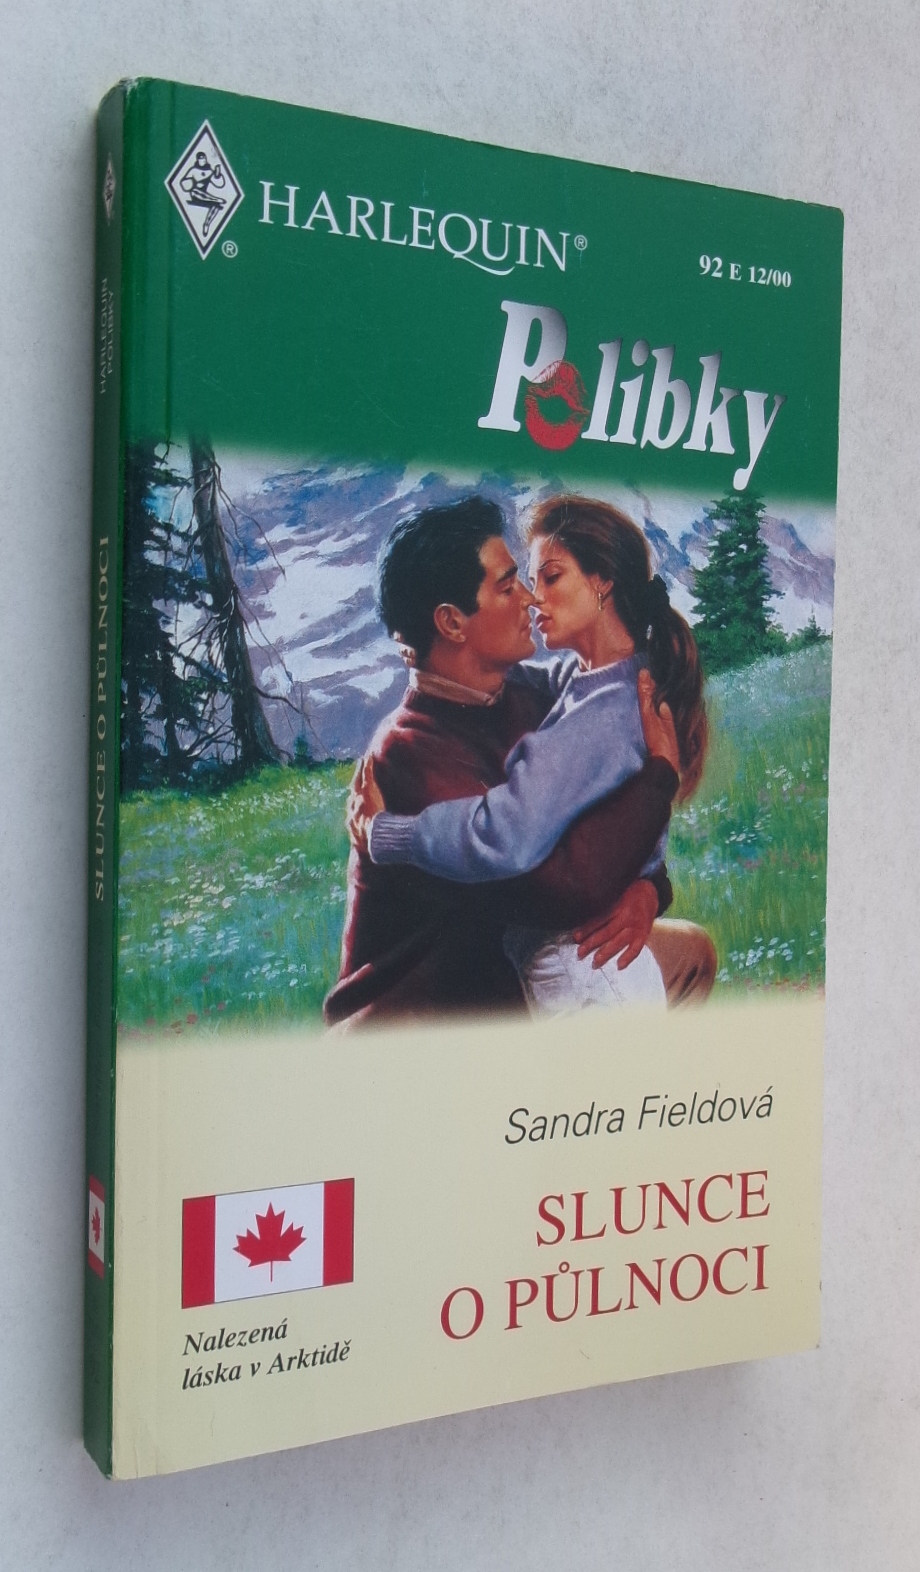 HARLEQUIN®
92 E 12/00
Polibky
Sandra Fieldová
SLUNCE
O PŮLNOCI
Nalezená
láska v Arktidě
HARLEQUIN
POLIBKY
SLUNCE O PŮLNOCI
®